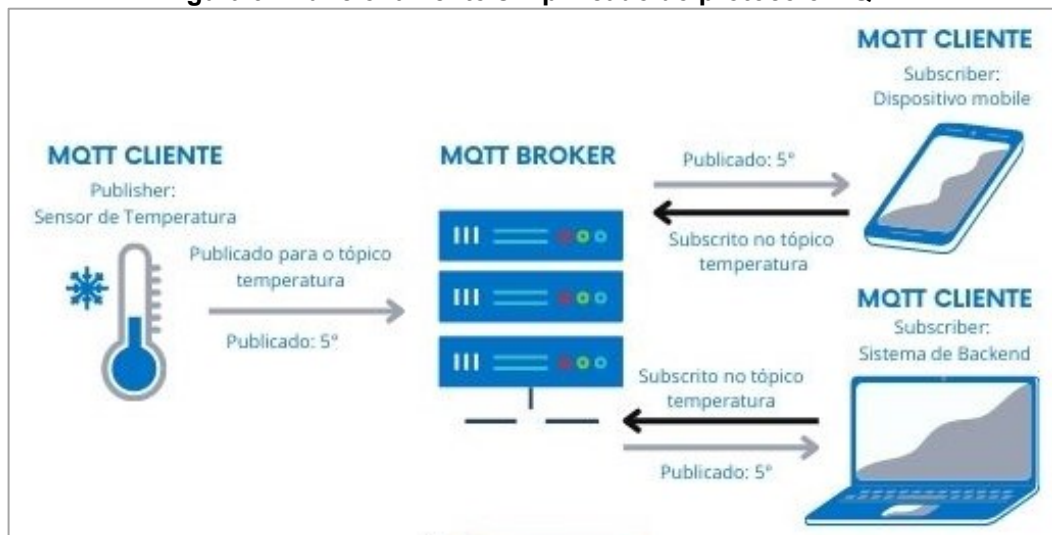 MQTT CLIENTE
Subscriber:
Dispositivo mobile
MQTT CLIENTE
Publisher:
Sensor de Temperatura
MQTT BROKER
Publicado: 5°
Subscrito no tópico
temperatura
Publicado para o tópico
temperatura
Publicado: 5°
MQTT CLIENTE
Subscriber:
Sistema de Backend
Subscrito no tópico
temperatura
Publicado: 5°